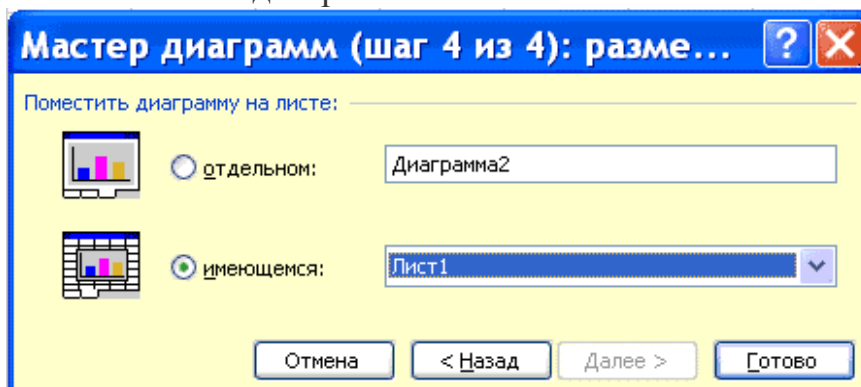 Мастер диаграмм (шаг 4 из 4): разме...
Поместить диаграмму на листе:
отдельном: Диаграмма2
имеющемся: Лист1
Отмена < Назад Далее > Готово